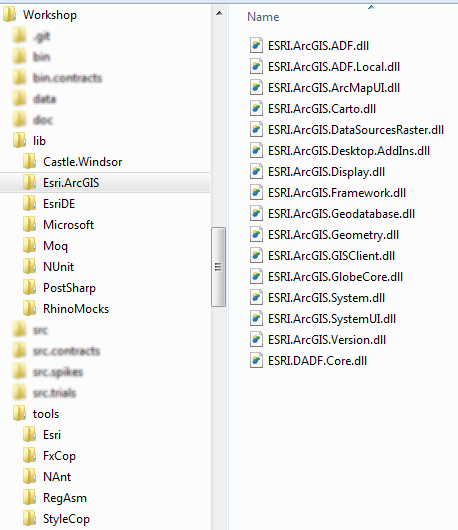 Workshop
.git
bin
bin.contracts
data
doc
lib
Castle.Windsor
Esri.ArcGIS
EsriDE
Microsoft
Moq
NUnit
PostSharp
RhinoMocks
src
src.contracts
src.spikes
src.trials
tools
Esri
FxCop
NAnt
RegAsm
StyleCop
Name
ESRI.ArcGIS.ADF.dll
ESRI.ArcGIS.ADF.Local.dll
ESRI.ArcGIS.ArcMapUI.dll
ESRI.ArcGIS.Carto.dll
ESRI.ArcGIS.DataSourcesRaster.dll
ESRI.ArcGIS.Desktop.AddIns.dll
ESRI.ArcGIS.Display.dll
ESRI.ArcGIS.Framework.dll
ESRI.ArcGIS.Geodatabase.dll
ESRI.ArcGIS.Geometry.dll
ESRI.ArcGIS.GISClient.dll
ESRI.ArcGIS.GlobeCore.dll
ESRI.ArcGIS.System.dll
ESRI.ArcGIS.SystemUI.dll
ESRI.ArcGIS.Version.dll
ESRI.DADF.Core.dll